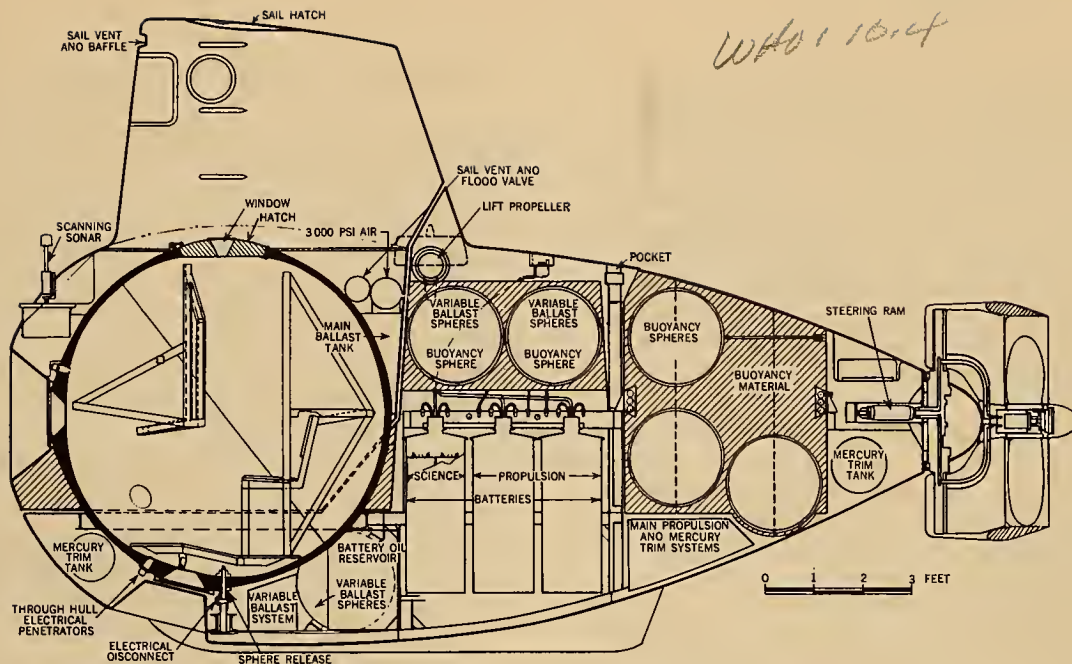 SAIL HATCH
SAIL VENT
AND BAFFLE
WHOI 10.4
SAIL VENT AND
FLOOO VALVE
LIFT PROPELLER
WINDOW
HATCH
3000 PSI AIR
SCANNING
SONAR
POCKET
MAIN
BALLAST
TANK
VARIABLE
BALLAST
SPHERES
VARIABLE
BALLAST
SPHERES
BUOYANCY
SPHERE
BUOYANCY
SPHERE
BUOYANCY
SPHERES
STEERING RAM
BUOYANCY
MATERIAL
MERCURY
TRIM
TANK
SCIENCE
PROPULSION
BATTERIES
MAIN PROPULSION
AND MERCURY
TRIM SYSTEMS
MERCURY
TRIM
TANK
BATTERY OIL
RESERVOIR
VARIABLE
BALLAST
SPHERES
VARIABLE
BALLAST
SYSTEM
THROUGH HULL
ELECTRICAL
PENETRATORS
ELECTRICAL
OISCONNECT
SPHERE RELEASE
0 1 2 3 FEET